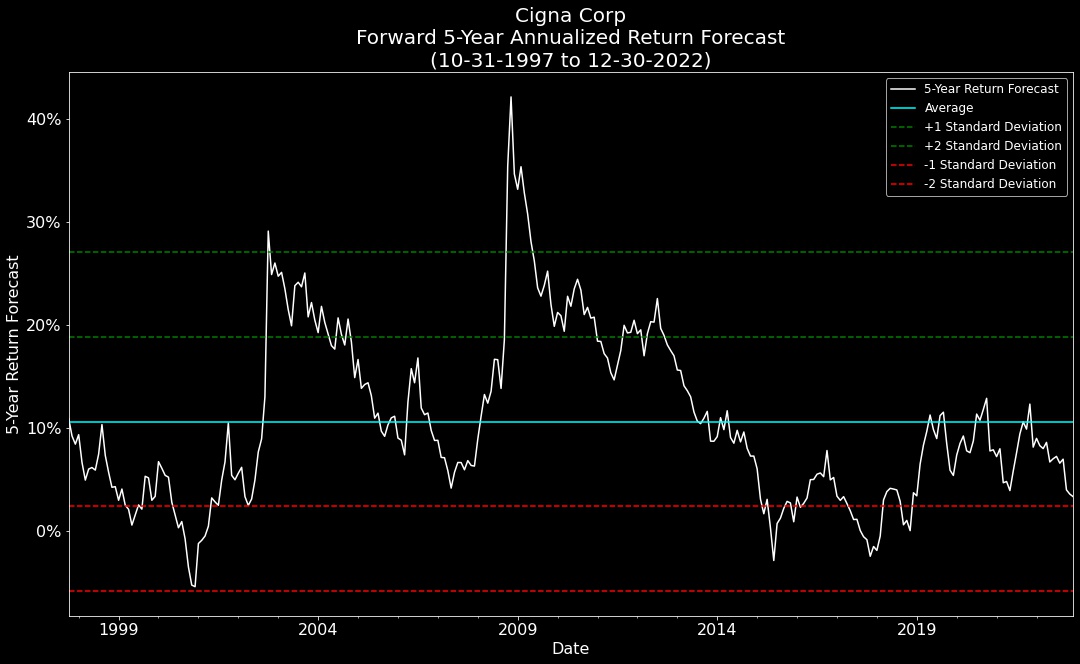 Cigna Corp
Forward 5-Year Annualized Return Forecast
(10-31-1997 to 12-30-2022)
5-Year Return Forecast
Average
+1 Standard Deviation
+2 Standard Deviation
-1 Standard Deviation
-2 Standard Deviation
40%
30%
20%
10%
0%
5-Year Return Forecast
1999
2004
2009
2014
2019
Date